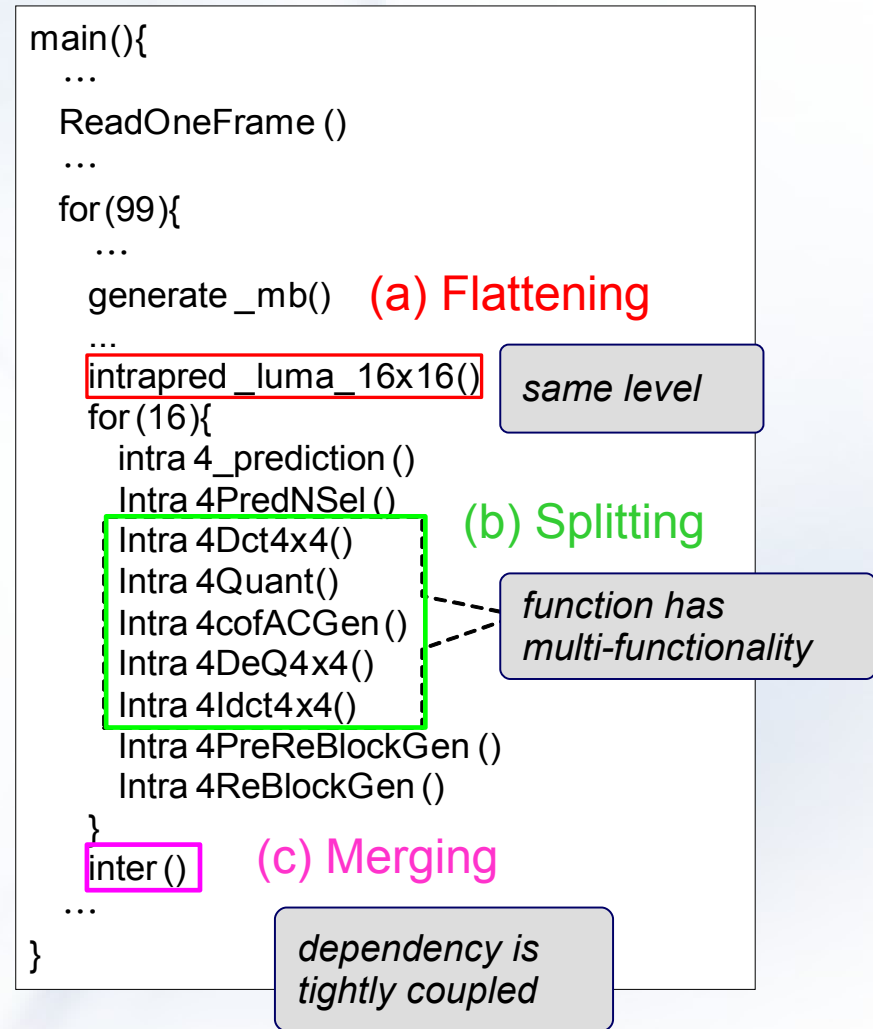 main(){
...
ReadOneFrame ()
...
for(99){
...
generate _mb() (a) Flattening
...
intrapred _luma_16x16() same level
for(16){
intra 4_prediction ()
Intra 4PredNSel ()
(b) Splitting
Intra 4Dct4x4()
Intra 4Quant()
function has
Intra 4cofACGen ()
multi-functionality
Intra 4DeQ4x4()
Intra 4Idct4x4()
Intra 4PreReBlockGen ()
Intra 4ReBlockGen ()
}
inter () (c) Merging
...
dependency is
}
tightly coupled